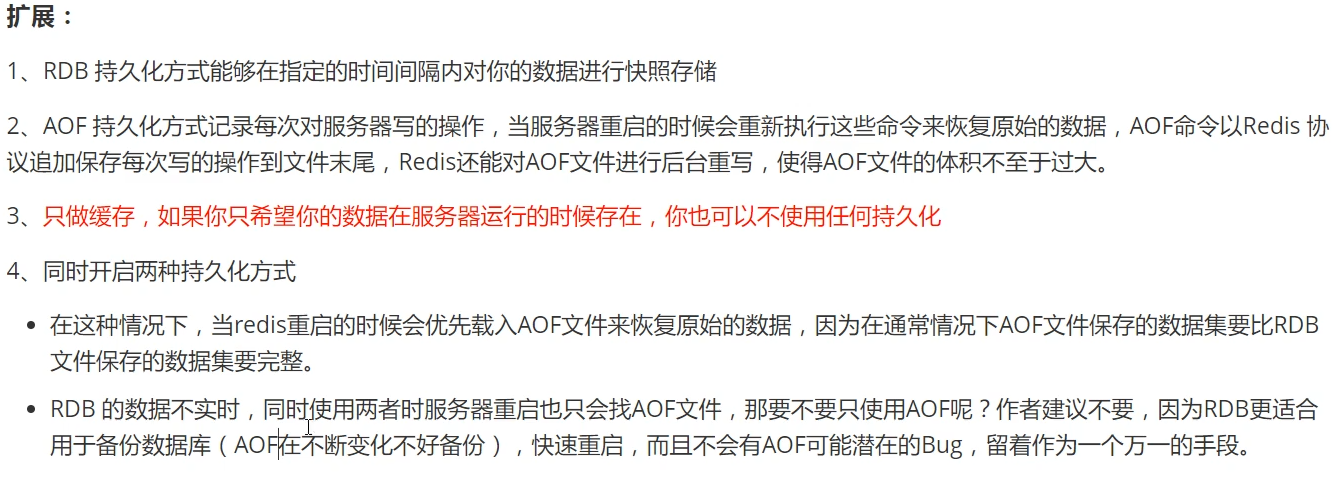 扩展：
1、RDB 持久化方式能够在指定的时间间隔内对你的数据进行快照存储
2、AOF 持久化方式记录每次对服务器写的操作，当服务器重启的时候会重新执行这些命令来恢复原始的数据，AOF命令以Redis 协
议追加保存每次写的操作到文件末尾，Redis还能对AOF文件进行后台重写，使得AOF文件的体积不至于过大。
3、只做缓存，如果你只希望你的数据在服务器运行的时候存在，你也可以不使用任何持久化
4、同时开启两种持久化方式
• 在这种情况下，当redis重启的时候会优先载入AOF文件来恢复原始的数据，因为在通常情况下AOF文件保存的数据集要比RDB
文件保存的数据集要完整。
• RDB 的数据不实时，同时使用两者时服务器重启也只会找AOF文件，那要不要只使用AOF呢？作者建议不要，因为RDB更适合
用于备份数据库（AOF在不断变化不好备份），快速重启，而且不会有AOF可能潜在的Bug，留着作为一个万一的手段。